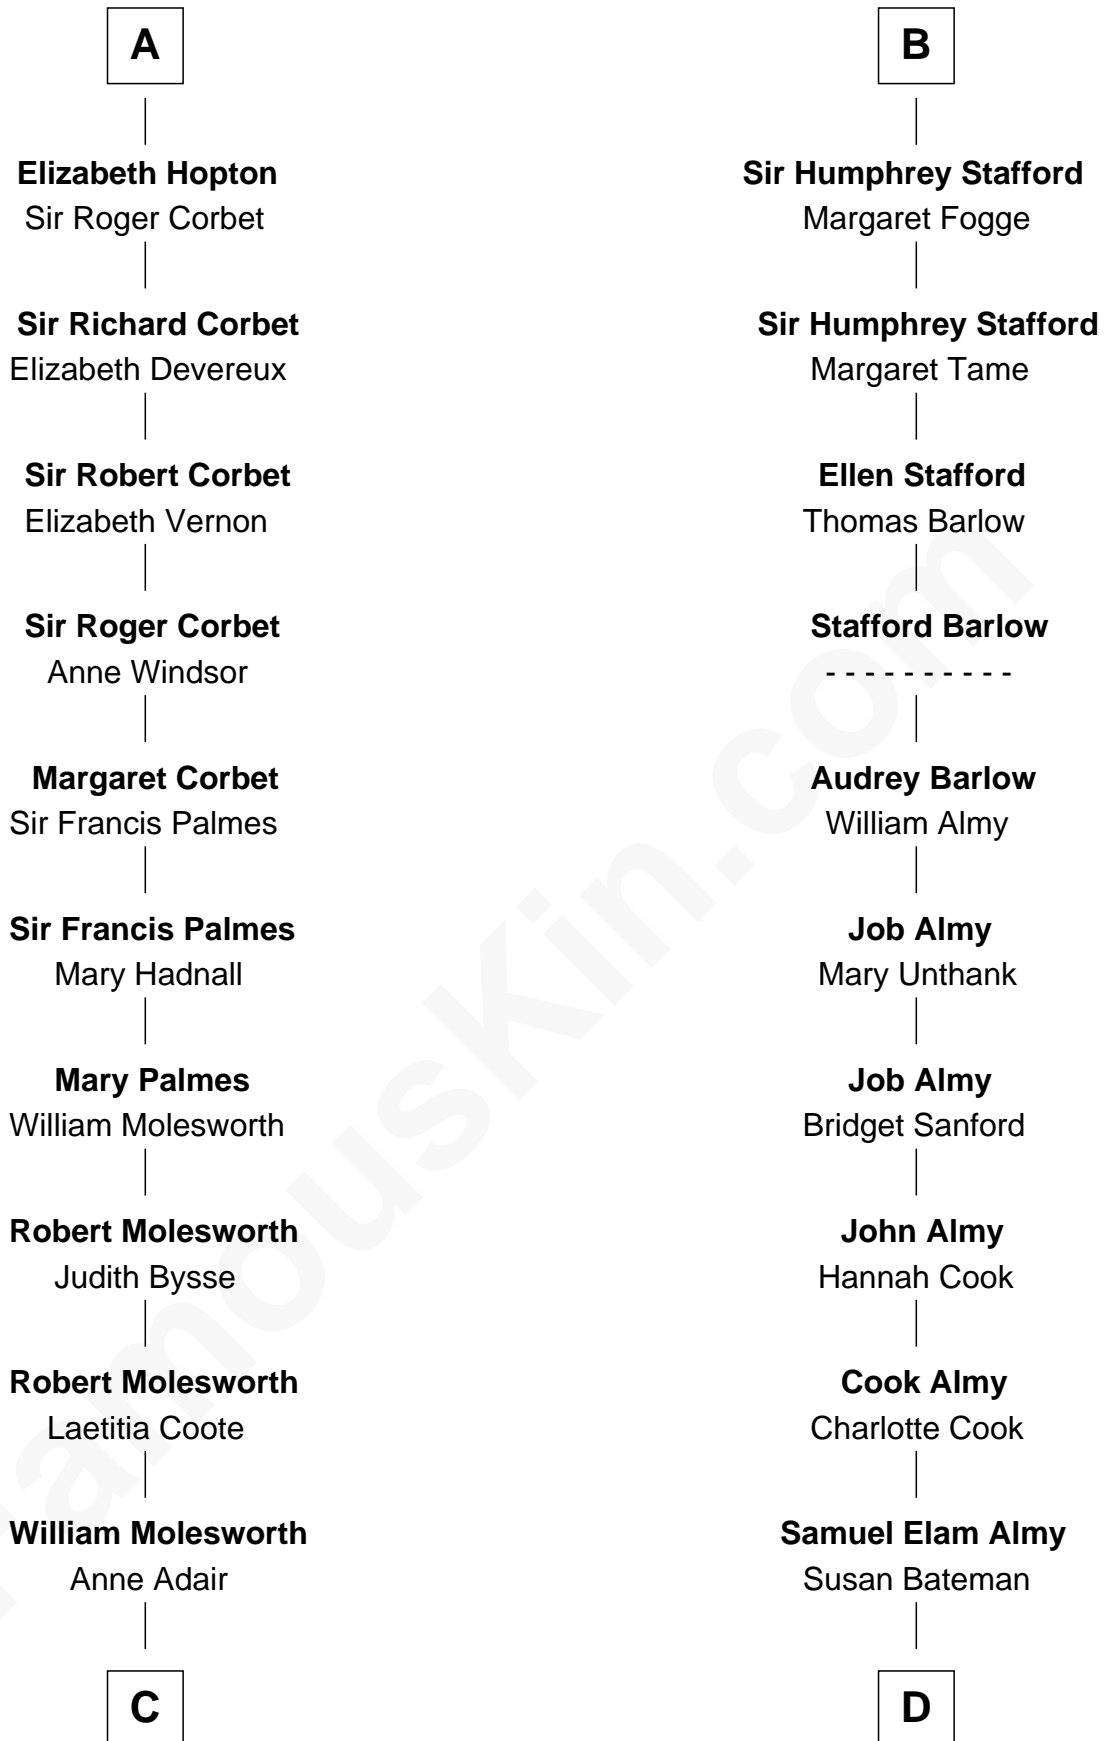 A
Elizabeth Hopton
Sir Roger Corbet
Sir Richard Corbet
Elizabeth Devereux
Sir Robert Corbet
Elizabeth Vernon
Sir Roger Corbet
Anne Windsor
Margaret Corbet
Sir Francis Palmes
Sir Francis Palmes
Mary Hadnall
Mary Palmes
William Molesworth
Robert Molesworth
Judith Bysse
Robert Molesworth
Laetitia Coote
William Molesworth
Anne Adair
C
B
Sir Humphrey Stafford
Margaret Fogge
Sir Humphrey Stafford
Margaret Tame
Ellen Stafford
Thomas Barlow
Stafford Barlow
- - - - - - - - - -
Audrey Barlow
William Almy
Job Almy
Mary Unthank
Job Almy
Bridget Sanford
John Almy
Hannah Cook
Cook Almy
Charlotte Cook
Samuel Elam Almy
Susan Bateman
D
FamousKin.com